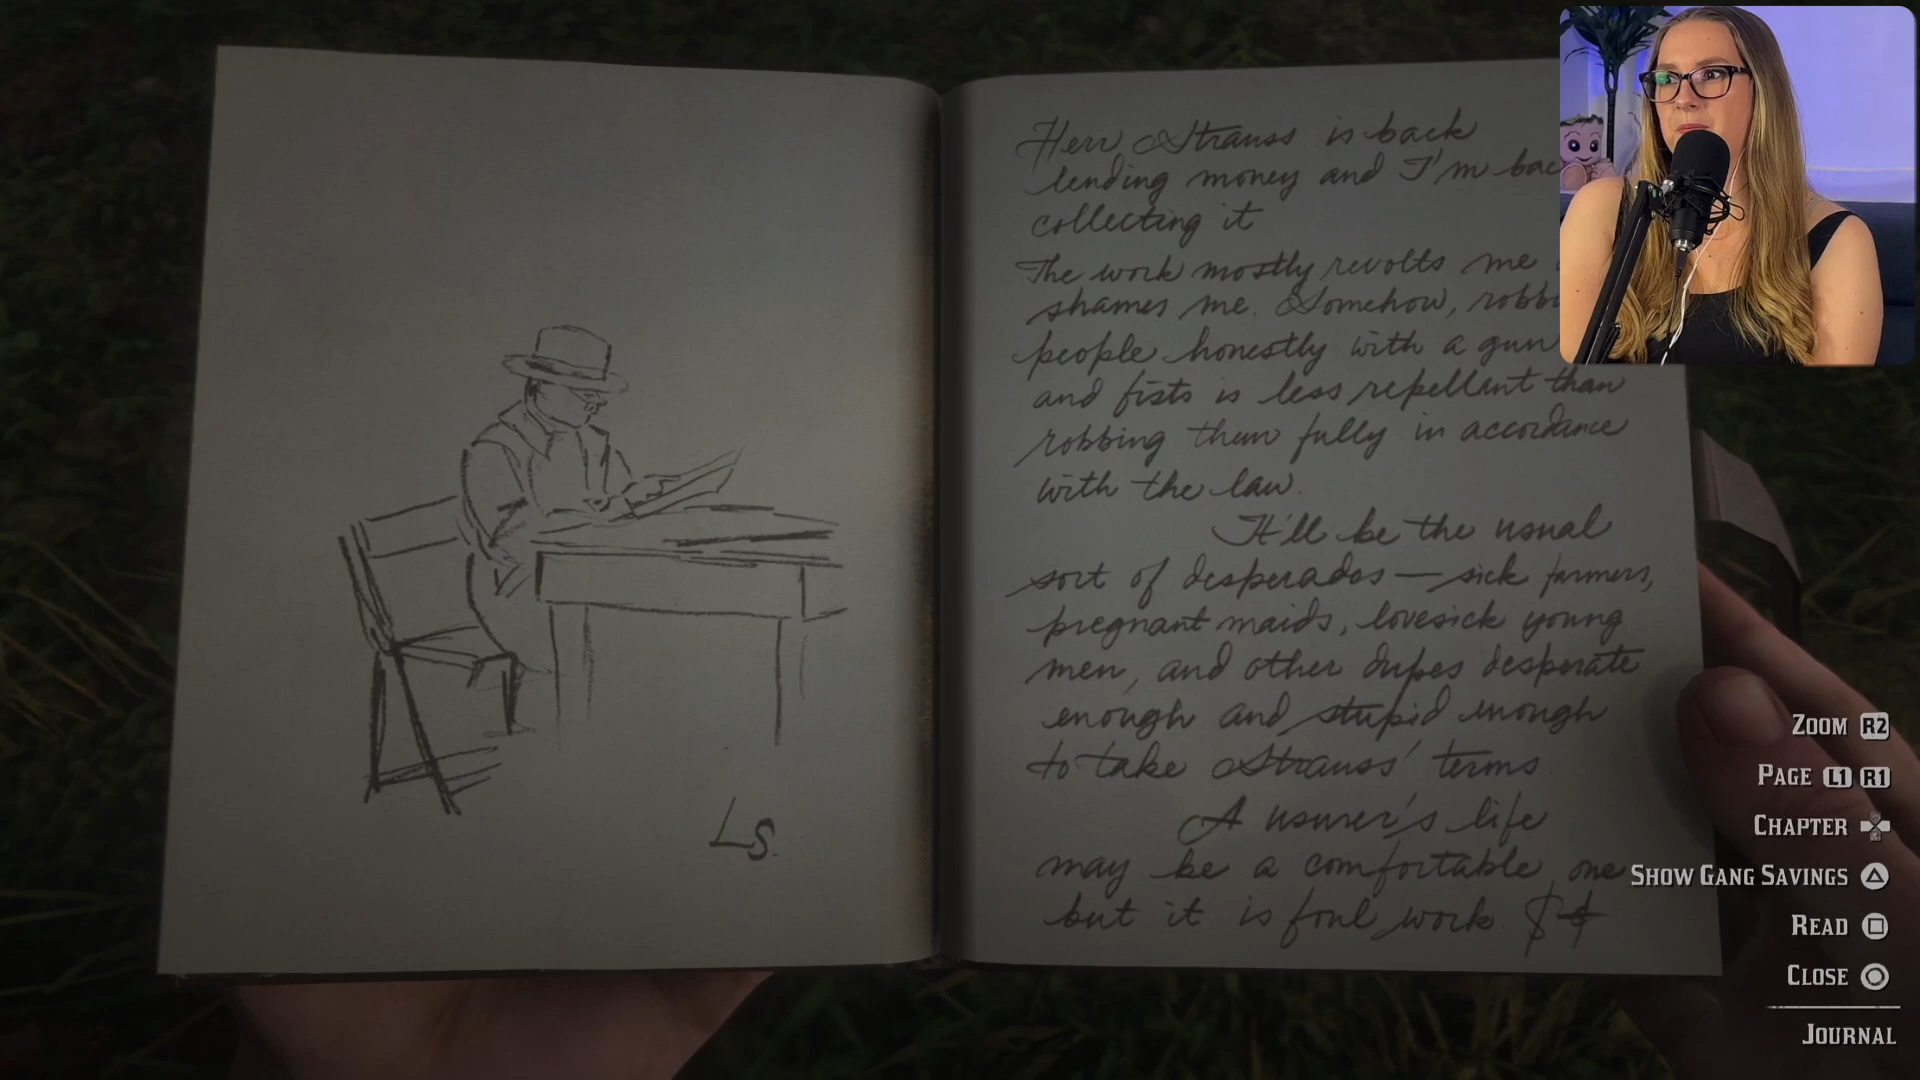 Herr Strauss is back
lending money and I'm
collecting it
The work mostly revolts me
shames me. Somehow,
people honestly with a gun
and fists is less repellant than
robbing them fully in accordance
with the law.
It'll be the usual
sort of desperados — sick farmers,
pregnant maids, lovesick young
men, and other dupes desperate
enough and stupid enough
to take Strauss' terms
A usurer's life
may be a comfortable one
but it is foul work. $ ¢
LS.
ZOOM R2
PAGE L1 R1
CHAPTER
SHOW GANG SAVINGS
READ
CLOSE
JOURNAL